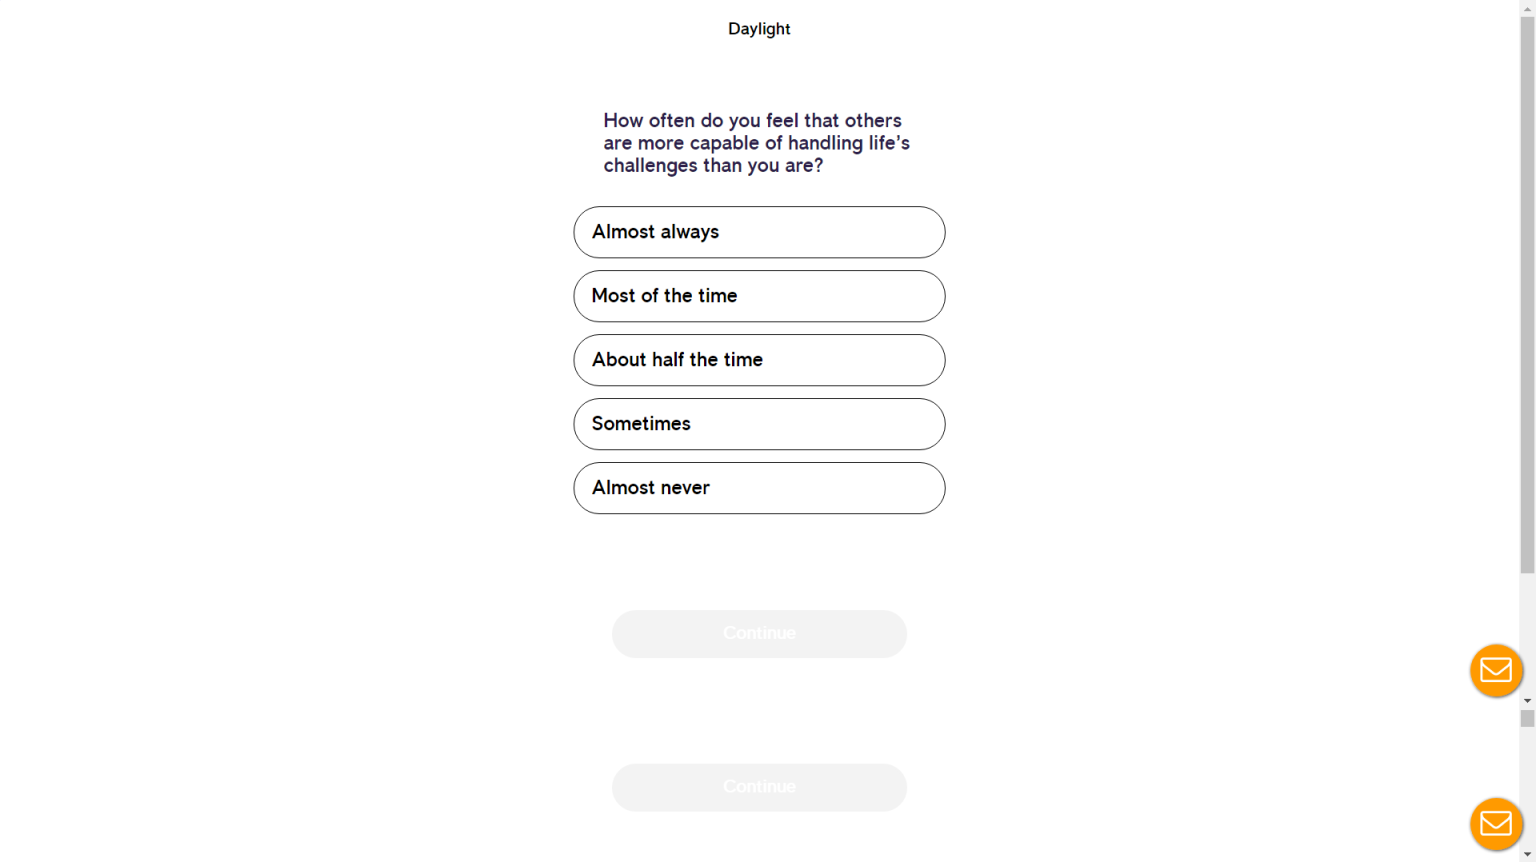 Daylight
How often do you feel that others
are more capable of handling life's
challenges than you are?
Almost always
Most of the time
About half the time
Sometimes
Almost never
Continue
Continue